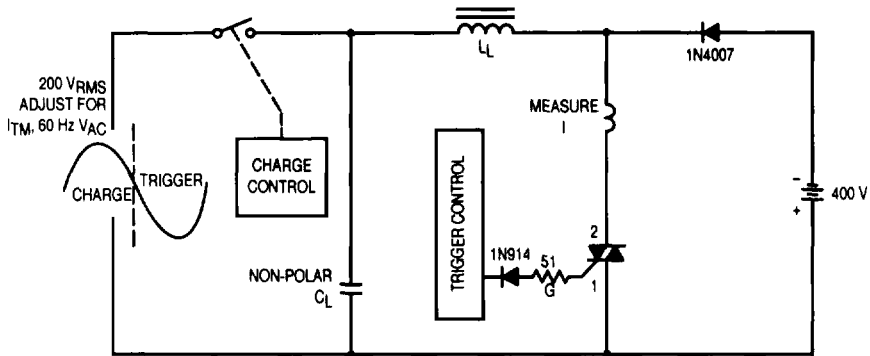 200 VRMS
ADJUST FOR
ITM, 60 Hz VAC
CHARGE
TRIGGER
CHARGE
CONTROL
NON-POLAR
CL
LL
TRIGGER CONTROL
1N914
51
G
MEASURE
I
2
1
1N4007
-
+
400 V